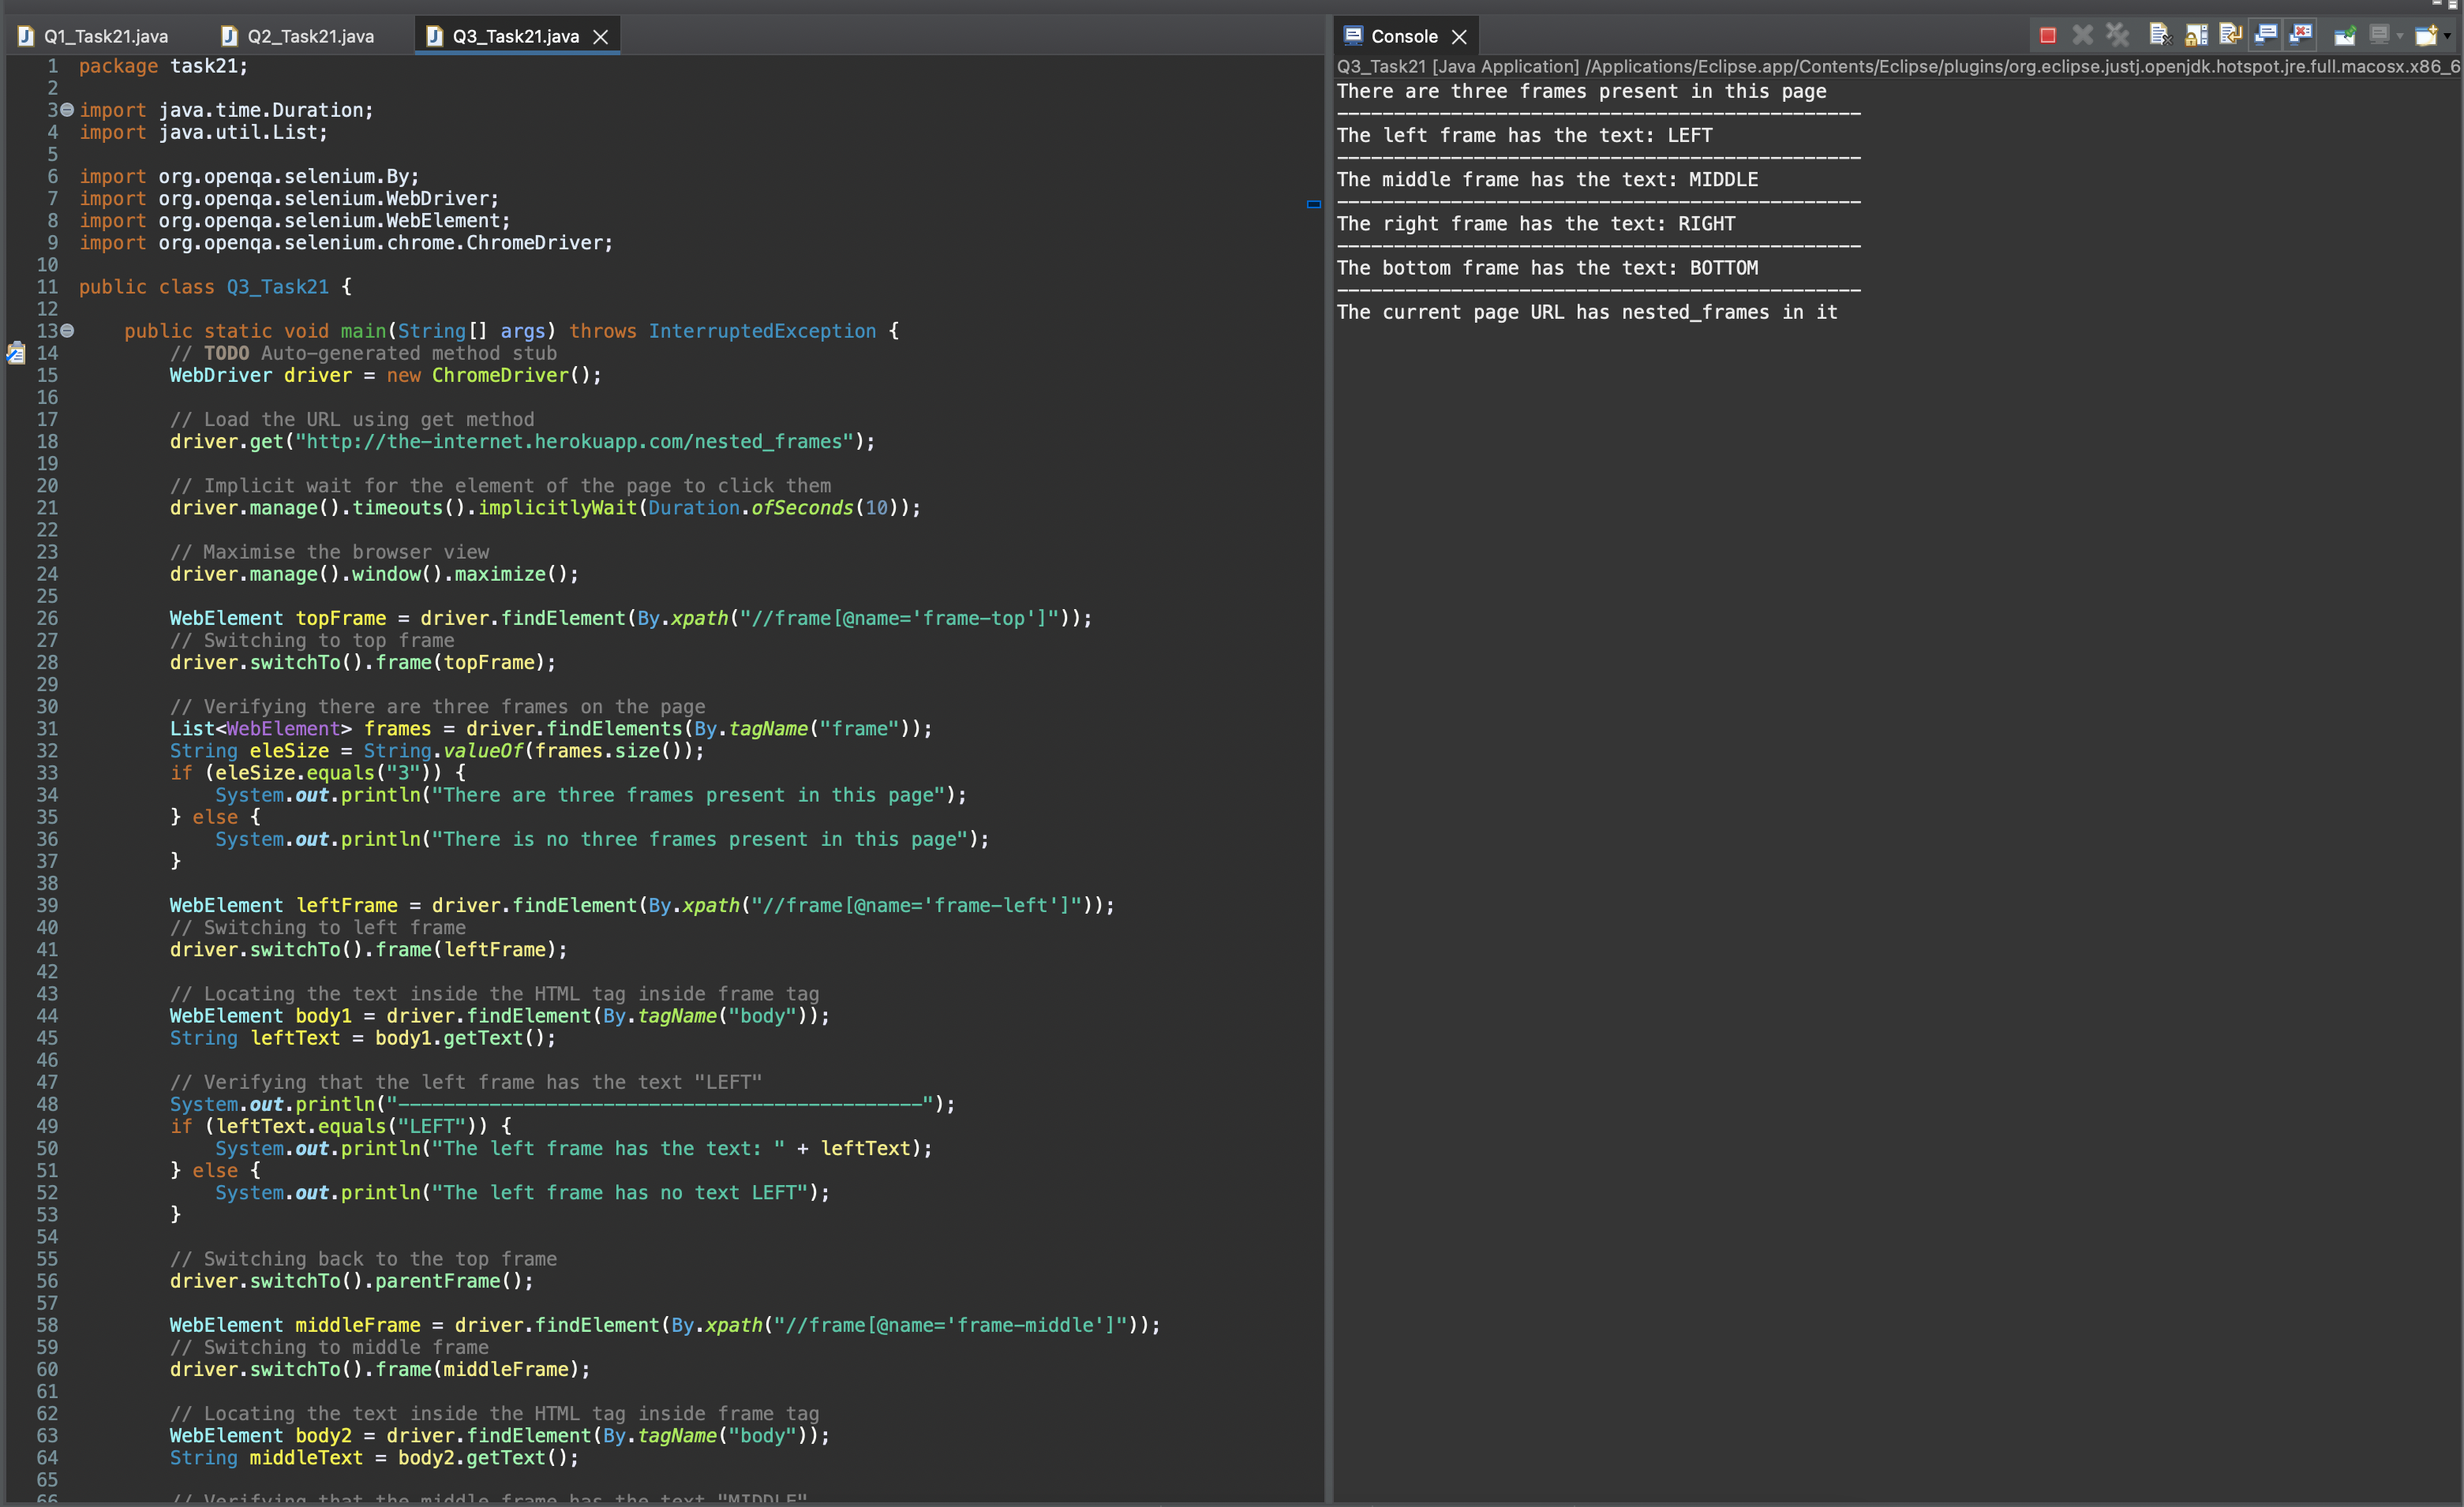 Q1_Task21.java
Q2_Task21.java
Q3_Task21.java
1 package task21;
2
3 import java.time.Duration;
4 import java.util.List;
5
6 import org.openqa.selenium.By;
7 import org.openqa.selenium.WebDriver;
8 import org.openqa.selenium.WebElement;
9 import org.openqa.selenium.chrome.ChromeDriver;
10
11 public class Q3_Task21 {
12
13 public static void main(String[] args) throws InterruptedException {
14 // TODO Auto-generated method stub
15 WebDriver driver = new ChromeDriver();
16
17 // Load the URL using get method
18 driver.get("http://the-internet.herokuapp.com/nested_frames");
19
20 // Implicit wait for the element of the page to click them
21 driver.manage().timeouts().implicitlyWait(Duration.ofSeconds(10));
22
23 // Maximise the browser view
24 driver.manage().window().maximize();
25
26 WebElement topFrame = driver.findElement(By.xpath("//frame[@name='frame-top']"));
27 // Switching to top frame
28 driver.switchTo().frame(topFrame);
29
30 // Verifying there are three frames on the page
31 List<WebElement> frames = driver.findElements(By.tagName("frame"));
32 String eleSize = String.valueOf(frames.size());
33 if (eleSize.equals("3")) {
34 System.out.println("There are three frames present in this page");
35 } else {
36 System.out.println("There is no three frames present in this page");
37 }
38
39 WebElement leftFrame = driver.findElement(By.xpath("//frame[@name='frame-left']"));
40 // Switching to left frame
41 driver.switchTo().frame(leftFrame);
42
43 // Locating the text inside the HTML tag inside frame tag
44 WebElement body1 = driver.findElement(By.tagName("body"));
45 String leftText = body1.getText();
46
47 // Verifying that the left frame has the text "LEFT"
48 System.out.println("----------------------------------------------");
49 if (leftText.equals("LEFT")) {
50 System.out.println("The left frame has the text: " + leftText);
51 } else {
52 System.out.println("The left frame has no text LEFT");
53 }
54
55 // Switching back to the top frame
56 driver.switchTo().parentFrame();
57
58 WebElement middleFrame = driver.findElement(By.xpath("//frame[@name='frame-middle']"));
59 // Switching to middle frame
60 driver.switchTo().frame(middleFrame);
61
62 // Locating the text inside the HTML tag inside frame tag
63 WebElement body2 = driver.findElement(By.tagName("body"));
64 String middleText = body2.getText();
65
66 // Verifying that the middle frame has the text "MIDDLE"
Console
Q3_Task21 [Java Application] /Applications/Eclipse.app/Contents/Eclipse/plugins/org.eclipse.justj.openjdk.hotspot.jre.full.macosx.x86_6
There are three frames present in this page
----------------------------------------------
The left frame has the text: LEFT
----------------------------------------------
The middle frame has the text: MIDDLE
----------------------------------------------
The right frame has the text: RIGHT
----------------------------------------------
The bottom frame has the text: BOTTOM
----------------------------------------------
The current page URL has nested_frames in it